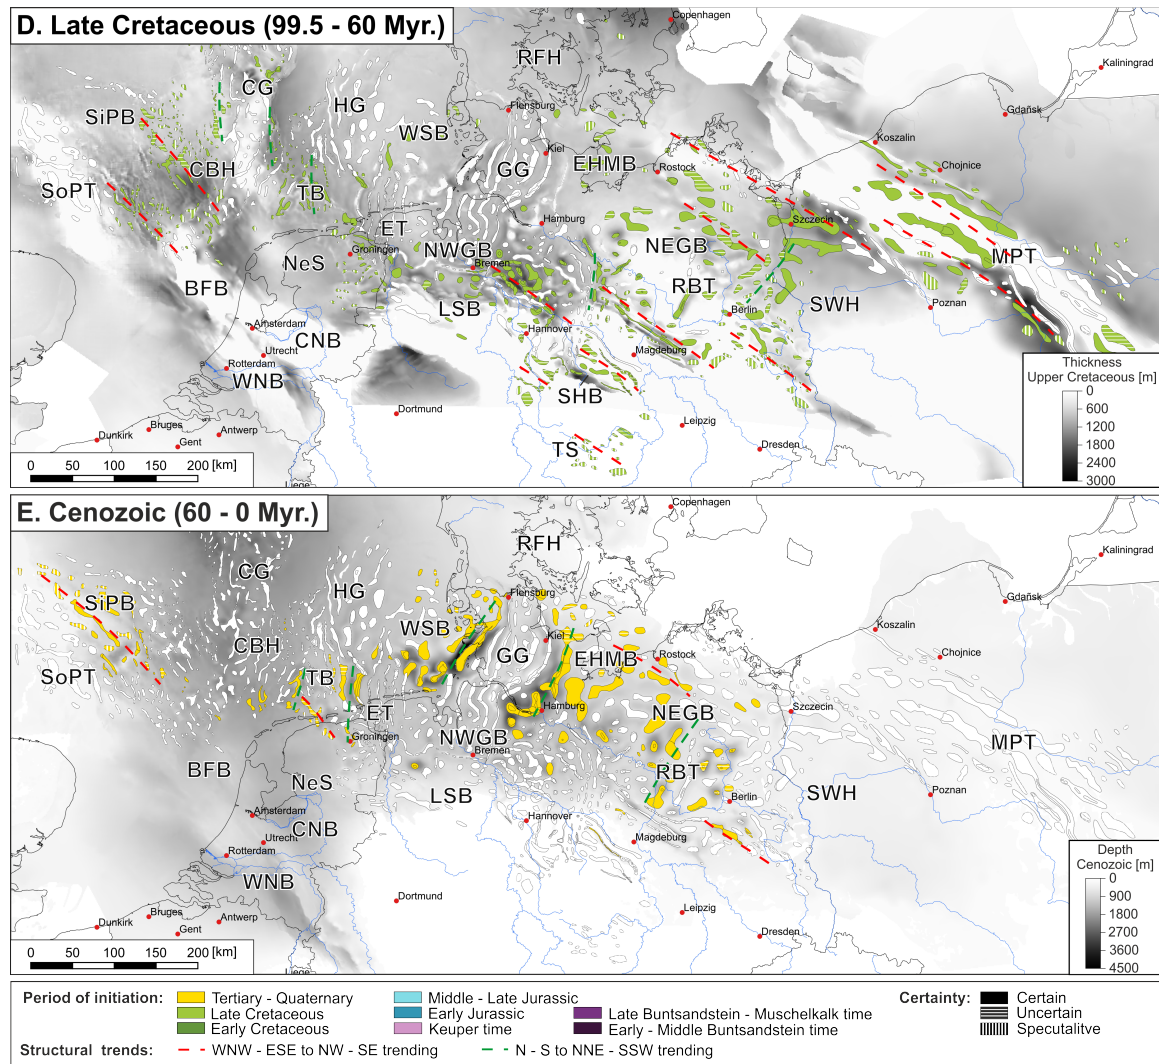 D. Late Cretaceous (99.5 - 60 Myr.)
Copenhagen
RFH
Kaliningrad
CG
HG
Gdańsk
SiPB
Flensburg
WSB
Koszalin
Kiel
GG
EHMB
Chojnice
CBH
Rostock
SoPT
TB
ET
Hamburg
Szczecin
Groningen
NWGB
NEGB
MPT
NeS
Bremen
RBT
BFB
LSB
SWH
Poznan
Berlin
Amsterdam
CNB
Hannover
Utrecht
Magdeburg
Rotterdam
WNB
SHB
Thickness
Upper Cretaceous [m]
0
600
1200
1800
2400
3000
Dortmund
Leipzig
Bruges
Antwerp
Dunkirk
Gent
TS
Dresden
0 50 100 150 200 [km]
Liege
E. Cenozoic (60 - 0 Myr.)
Copenhagen
RFH
Kaliningrad
CG
HG
Flensburg
Gdańsk
SiPB
WSB
Koszalin
CBH
Kiel
GG
EHMB
Rostock
Chojnice
SoPT
TB
ET
Hamburg
NEGB
Szczecin
Groningen
NWGB
MPT
Bremen
BFB
RBT
NeS
LSB
SWH
Berlin
Poznan
Amsterdam
CNB
Hannover
Utrecht
Magdeburg
Rotterdam
WNB
Depth
Cenozoic [m]
0
900
1800
2700
3600
4500
Dortmund
Leipzig
Bruges
Antwerp
Dunkirk
Gent
Dresden
0 50 100 150 200 [km]
Liege
Period of initiation:
Tertiary - Quaternary
Late Cretaceous
Early Cretaceous
Middle - Late Jurassic
Early Jurassic
Keuper time
Late Buntsandstein - Muschelkalk time
Early - Middle Buntsandstein time
Certainty:
Certain
Uncertain
Specualitve
Structural trends:
WNW - ESE to NW - SE trending
N - S to NNE - SSW trending